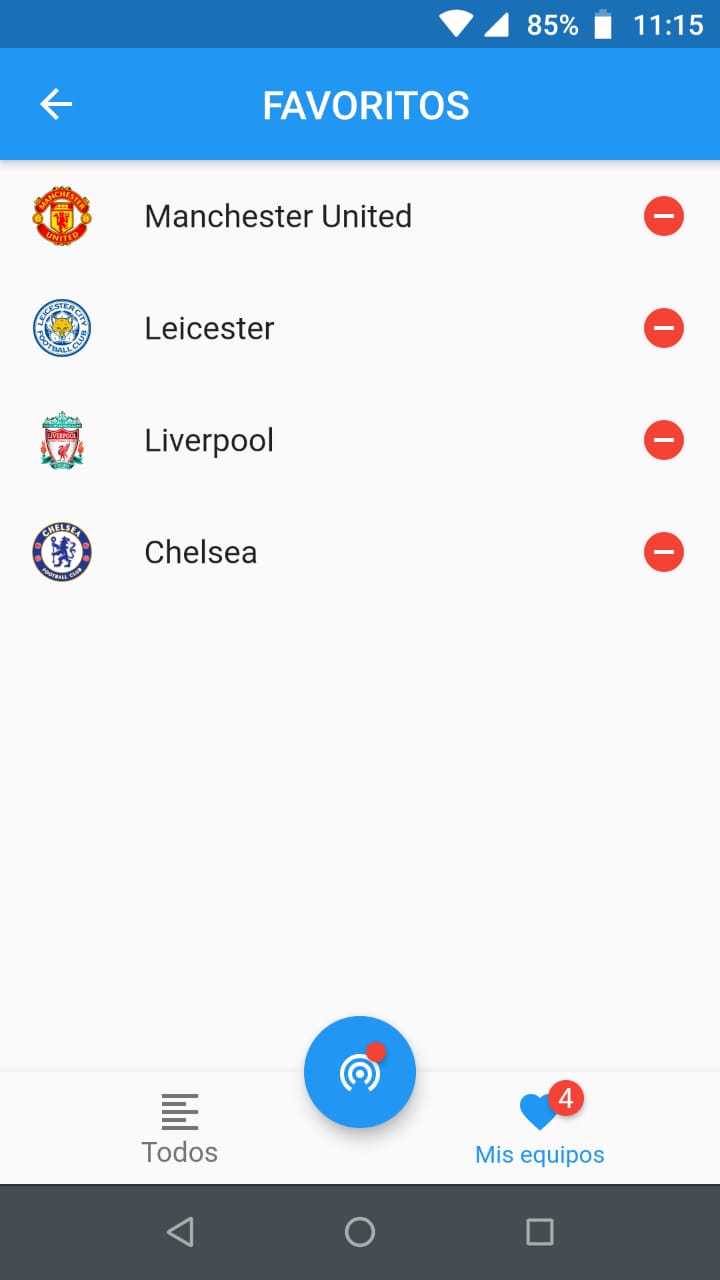 85% 11:15
FAVORITOS
MANCHESTER
UNITED
Manchester United
LEICESTER CITY
FOOTBALL CLUB
Leicester
LIVERPOOL
Liverpool
CHELSEA
FOOTBALL CLUB
Chelsea
4
Todos
Mis equipos